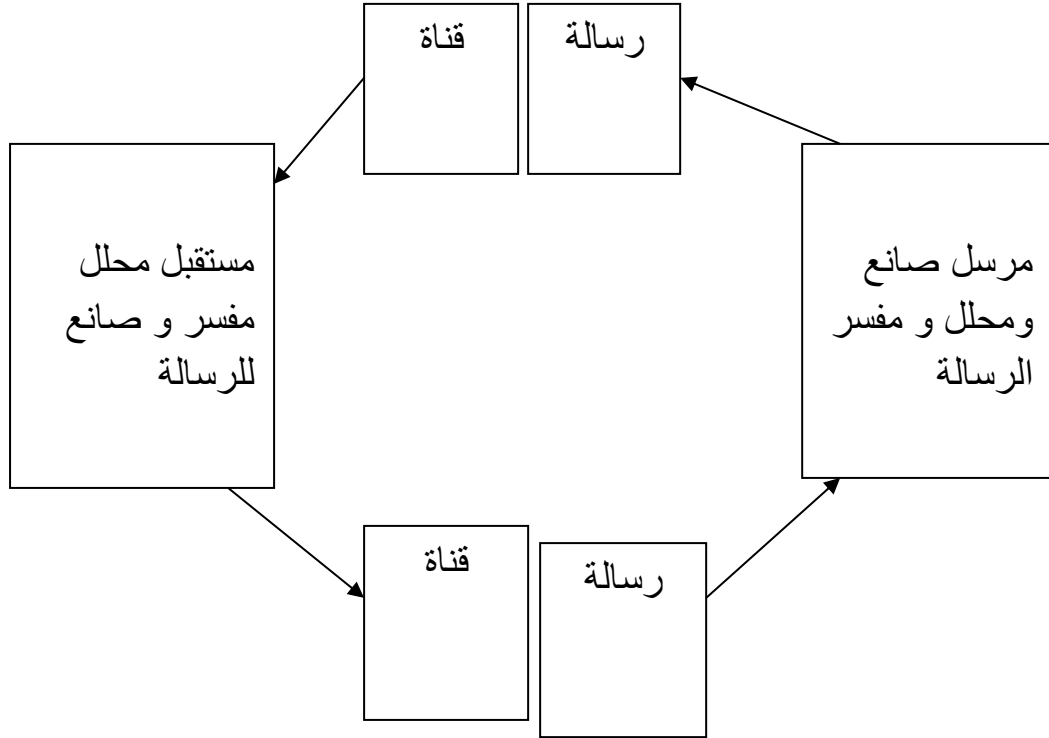 رسالة
قناة
مرسل صانع
ومحلل و مفسر
الرسالة
مستقبل محلل
مفسر و صانع
للرسالة
قناة
رسالة